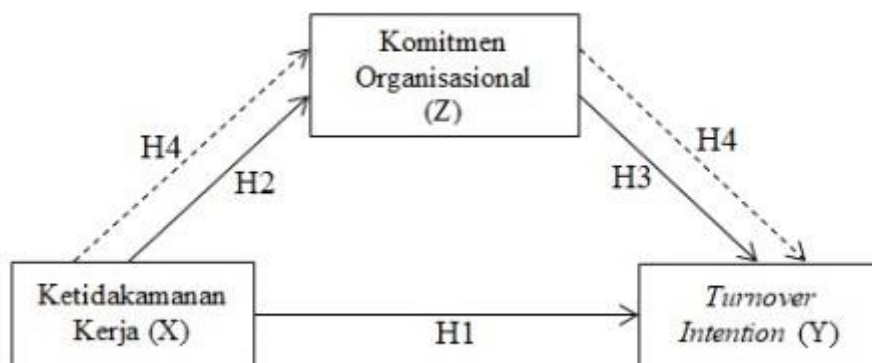 Komitmen
Organisasional
(Z)
H4
H2
H4
H3
Ketidakamanan
Kerja (X)
H1
Turnover
Intention (Y)